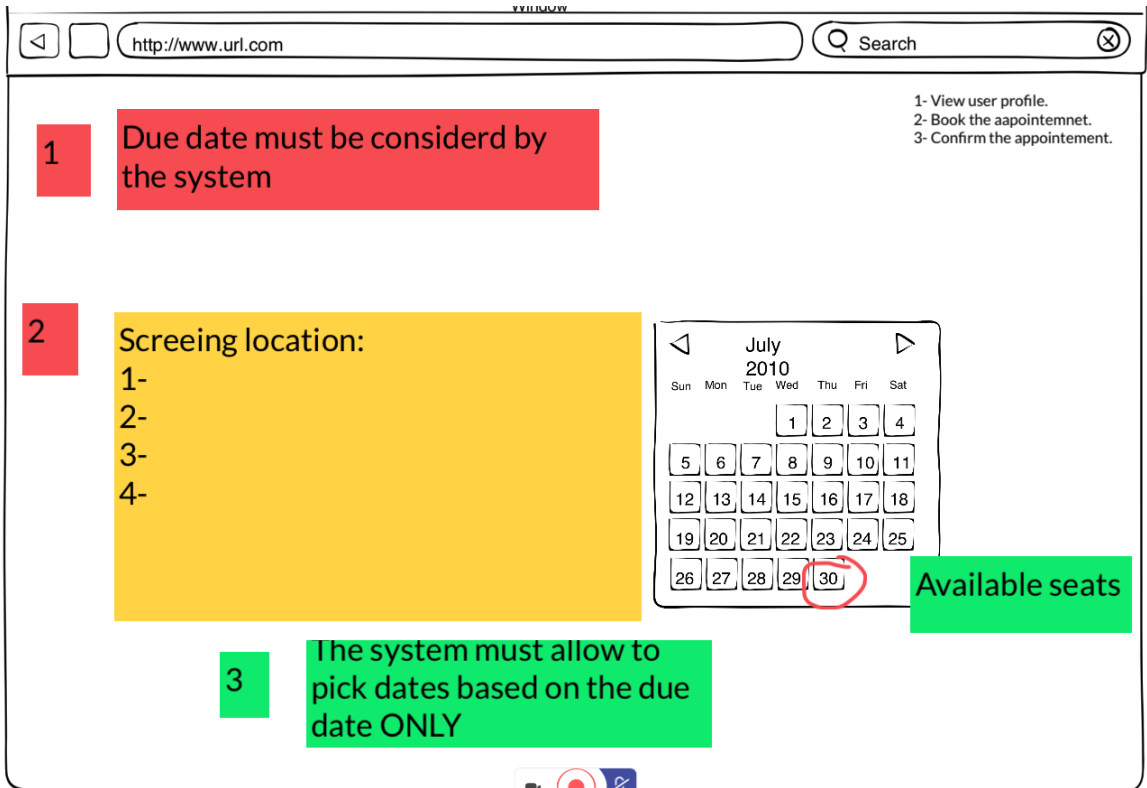 Window
http://www.url.com
Search
1- View user profile.
2- Book the aapointemnet.
3- Confirm the appointement.
1
Due date must be considerd by
the system
2
Screeing location:
1-
2-
3-
4-
July
2010
Sun Mon Tue Wed Thu Fri Sat
1 2 3 4
5 6 7 8 9 10 11
12 13 14 15 16 17 18
19 20 21 22 23 24 25
26 27 28 29 30
Available seats
3
The system must allow to
pick dates based on the due
date ONLY